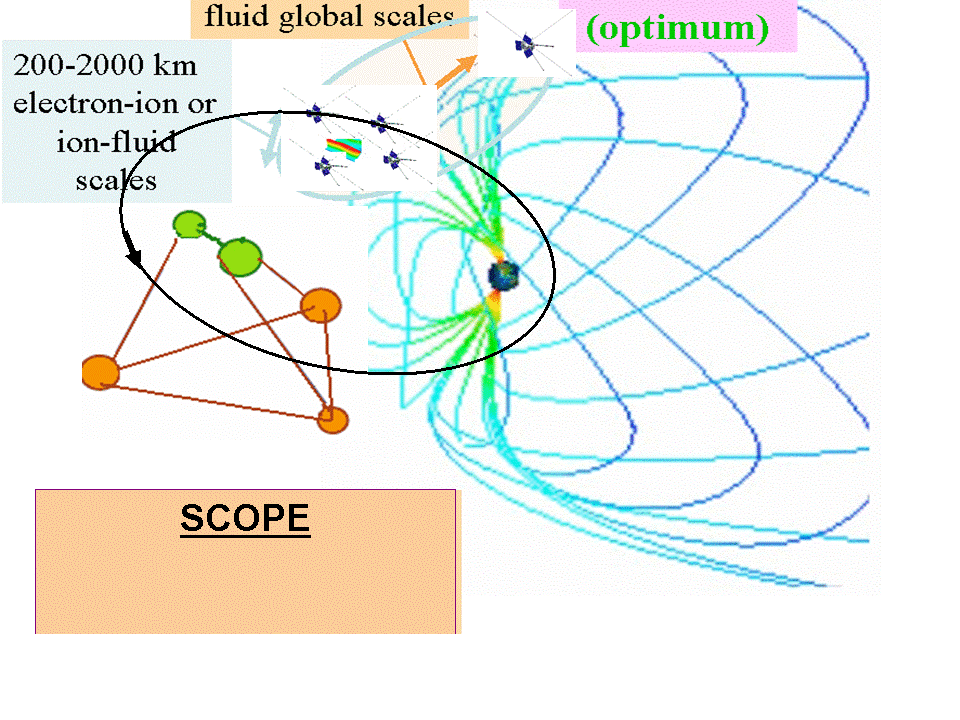 fluid global scales
(optimum)
200-2000 km
electron-ion or
ion-fluid
scales
SCOPE